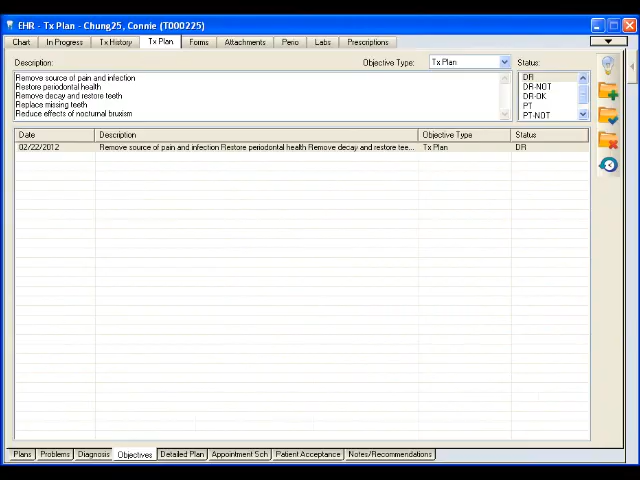 EHR - Tx Plan - Chung25, Connie (T000225)
Chart In Progress Tx History Tx Plan Forms Attachments Perio Labs Prescriptions
Description: Objective Type: Tx Plan Status:
Remove source of pain and infection
Restore periodontal health
Remove decay and restore teeth
Replace missing teeth
Reduce effects of nocturnal bruxism
DR
DR-NOT
DR-OK
PT
PT-NOT
Date Description Objective Type Status
02/22/2012 Remove source of pain and infection Restore periodontal health Remove decay and restore tee... Tx Plan DR
Plans Problems Diagnosis Objectives Detailed Plan Appointment Sch Patient Acceptance Notes/Recommendations